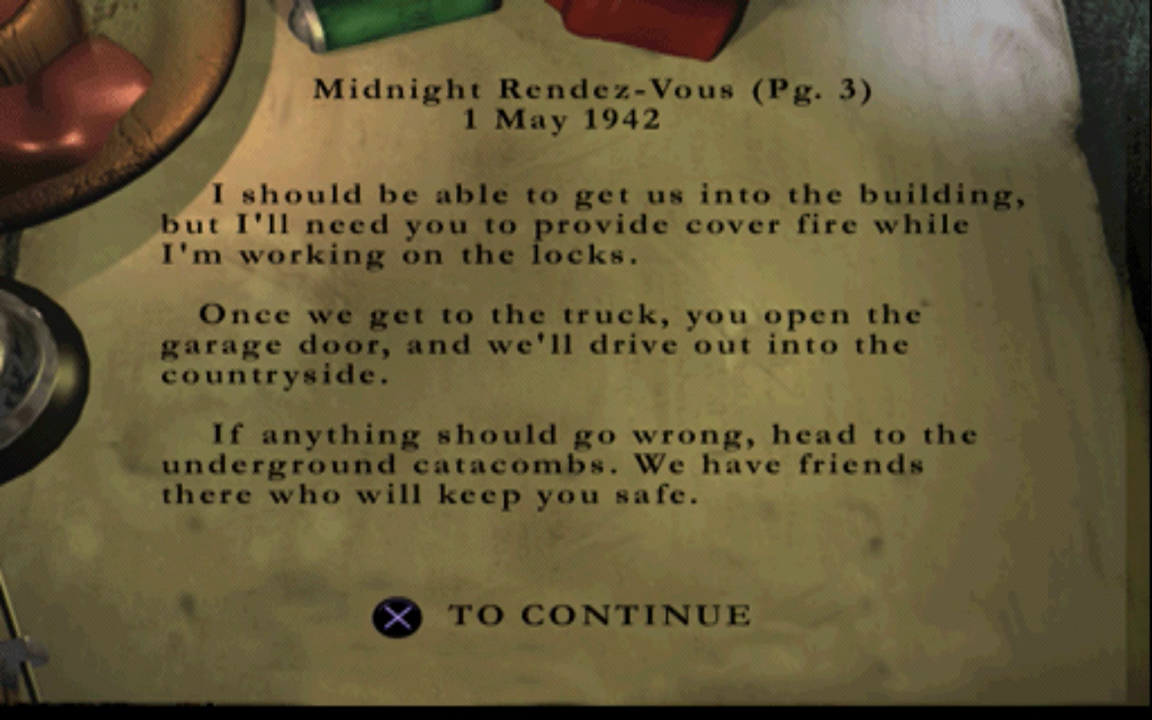 Midnight Rendez-Vous (Pg. 3)
1 May 1942
I should be able to get us into the building,
but I'll need you to provide cover fire while
I'm working on the locks.
Once we get to the truck, you open the
garage door, and we'll drive out into the
countryside.
If anything should go wrong, head to the
underground catacombs. We have friends
there who will keep you safe.
TO CONTINUE